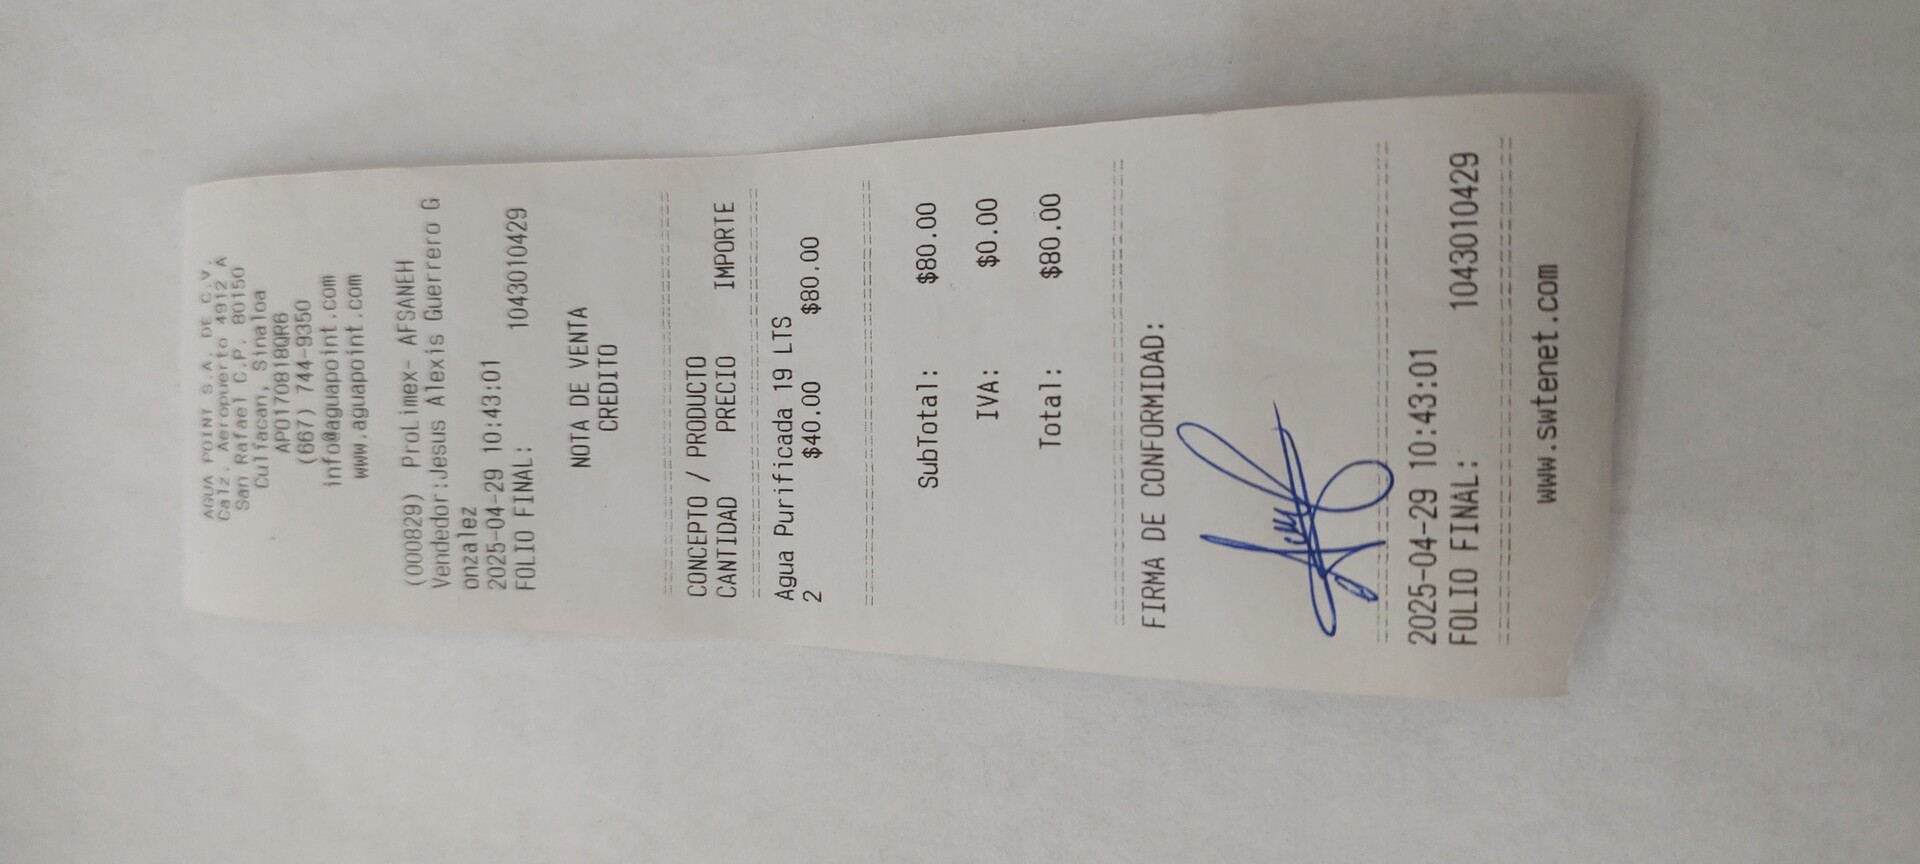 AGUA POINT S.A. DE C.V.
Calz. Aeropuerto 4912 A
San Rafael C.P. 80150
Culiacan, Sinaloa
APO170818QR6
(667) 744-9350
info@aguapoint.com
www.aguapoint.com
(000829) ProLimex- AFSANEH
Vendedor:Jesus Alexis Guerrero G
onzalez
2025-04-29 10:43:01
FOLIO FINAL: 1043010429
NOTA DE VENTA
CREDITO
CONCEPTO / PRODUCTO
CANTIDAD PRECIO IMPORTE
Agua Purificada 19 LTS
2 $40.00 $80.00
SubTotal: $80.00
IVA: $0.00
Total: $80.00
FIRMA DE CONFORMIDAD:
2025-04-29 10:43:01
FOLIO FINAL: 1043010429
www.swtenet.com